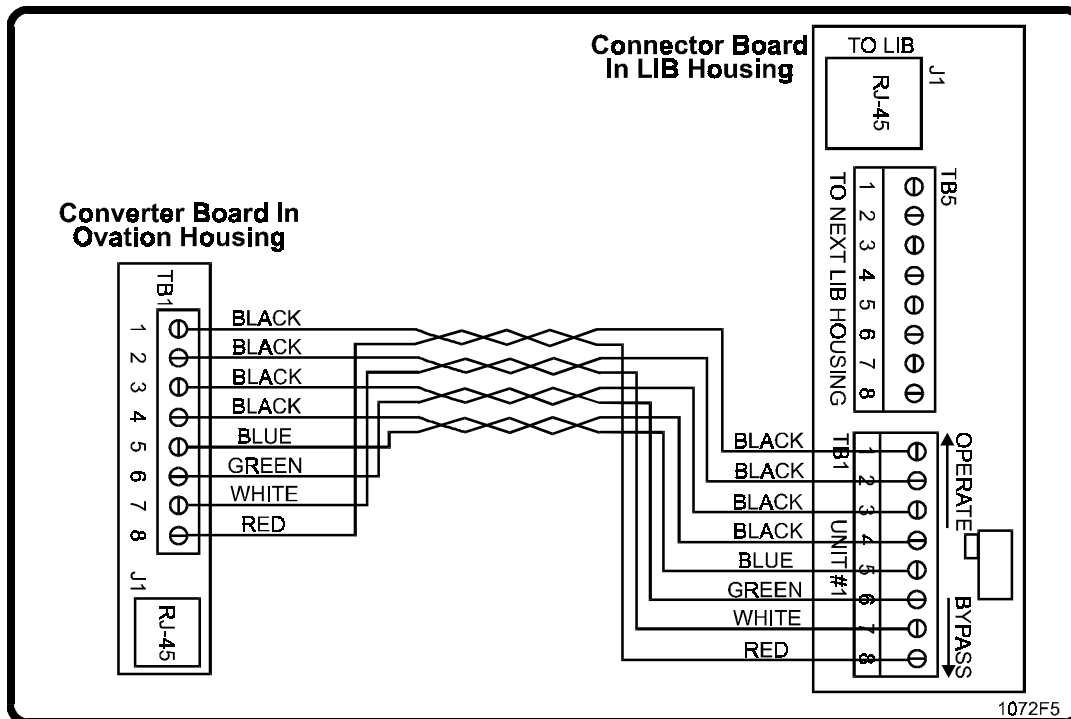 Connector Board
In LIB Housing
TO LIB
J1
RJ-45
TB5
1
2
3
4
5
6
7
8
TO NEXT LIB HOUSING
Converter Board In
Ovation Housing
TB1
1
2
3
4
5
6
7
8
BLACK
BLACK
BLACK
BLACK
BLUE
GREEN
WHITE
RED
J1
RJ-45
BLACK
BLACK
BLACK
BLACK
BLUE
GREEN
WHITE
RED
TB1
UNIT #1
1
2
3
4
5
6
7
8
OPERATE
BYPASS
1072F5